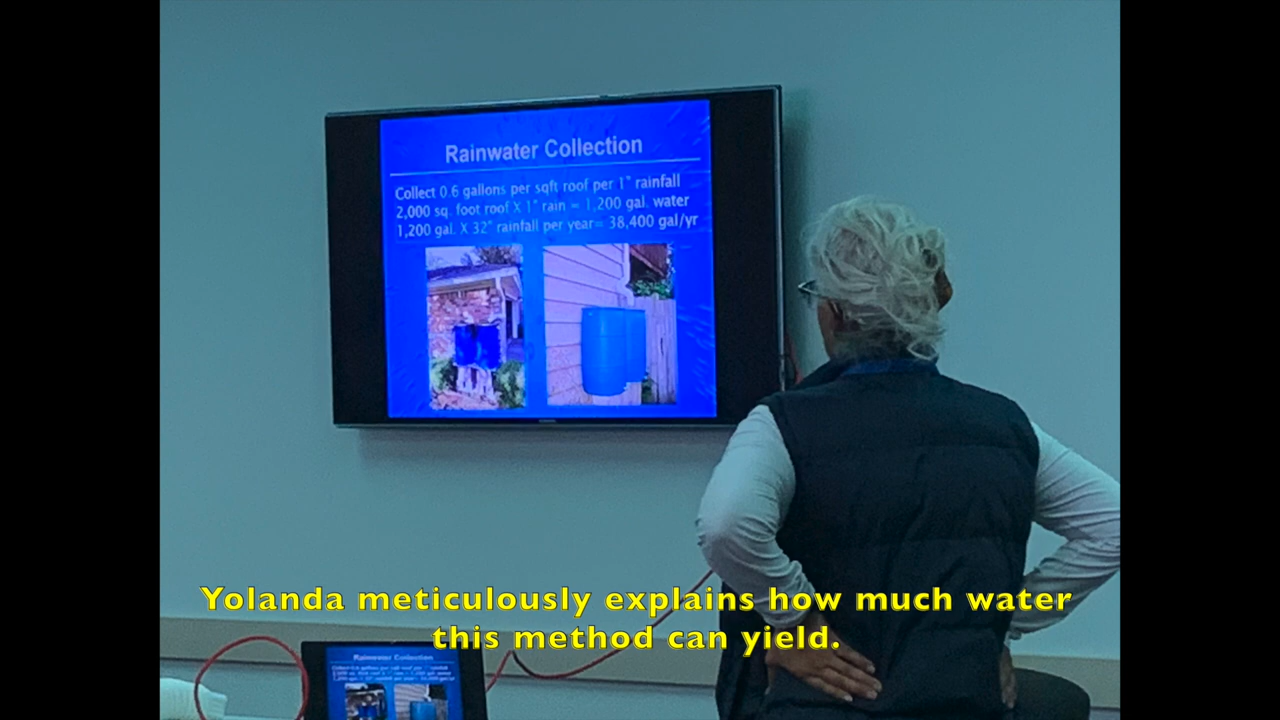 Rainwater Collection
Collect 0.6 gallons per sqft roof per 1" rainfall
2,000 sq. foot roof X 1" rain = 1,200 gal. water
1,200 gal. X 32" rainfall per year= 38,400 gal/yr
Yolanda meticulously explains how much water
this method can yield.
Rainwater Collection